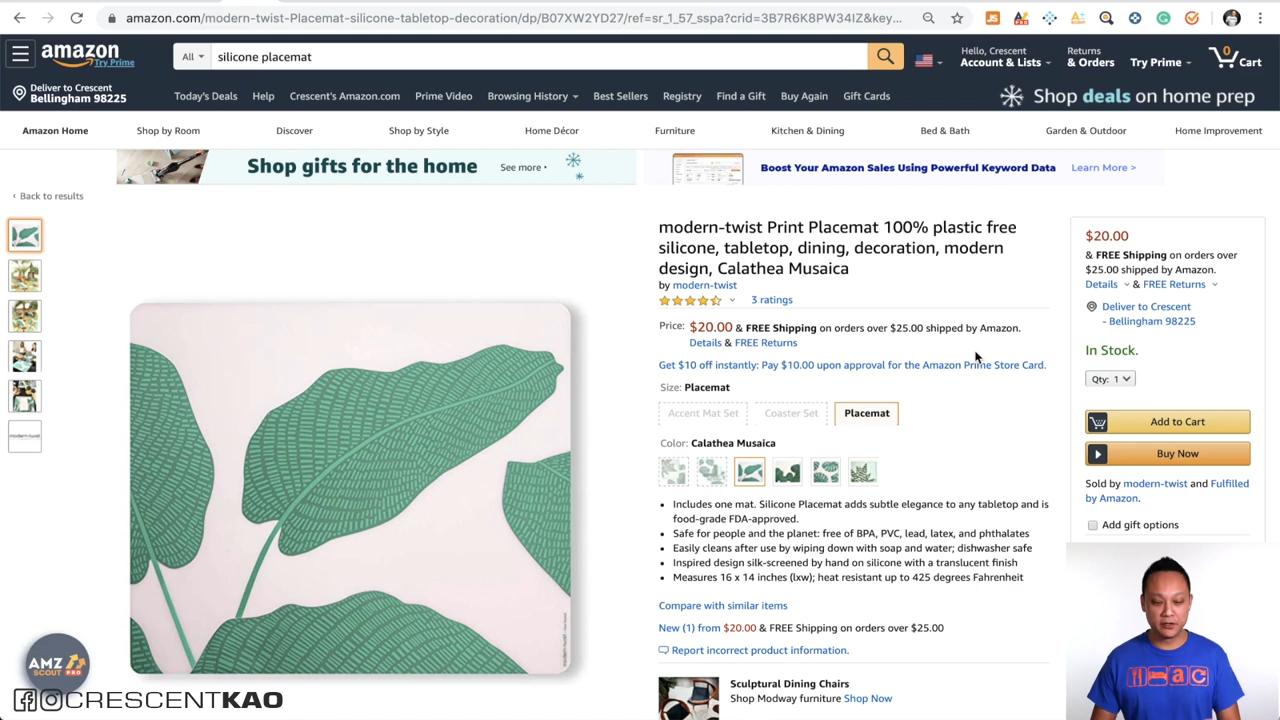 amazon.com/modern-twist-Placemat-silicone-tabletop-decoration/dp/B07XW2YD27/ref=sr_1_57_sspa?crid=3B7R6K8PW34IZ&key...
amazon
Try Prime
All
silicone placemat
Hello, Crescent
Account & Lists
Returns
& Orders
Try Prime
0
Cart
Deliver to Crescent
Bellingham 98225
Today's Deals Help Crescent's Amazon.com Prime Video Browsing History Best Sellers Registry Find a Gift Buy Again Gift Cards
Shop deals on home prep
Amazon Home Shop by Room Discover Shop by Style Home Décor Furniture Kitchen & Dining Bed & Bath Garden & Outdoor Home Improvement
Shop gifts for the home See more
Boost Your Amazon Sales Using Powerful Keyword Data Learn More >
‹ Back to results
modern-twist Print Placemat 100% plastic free
silicone, tabletop, dining, decoration, modern
design, Calathea Musaica
by modern-twist
3 ratings
Price: $20.00 & FREE Shipping on orders over $25.00 shipped by Amazon.
Details & FREE Returns
Get $10 off instantly: Pay $10.00 upon approval for the Amazon Prime Store Card.
Size: Placemat
Accent Mat Set Coaster Set Placemat
Color: Calathea Musaica
• Includes one mat. Silicone Placemat adds subtle elegance to any tabletop and is
food-grade FDA-approved.
• Safe for people and the planet: free of BPA, PVC, lead, latex, and phthalates
• Easily cleans after use by wiping down with soap and water; dishwasher safe
• Inspired design silk-screened by hand on silicone with a translucent finish
• Measures 16 x 14 inches (lxw); heat resistant up to 425 degrees Fahrenheit
Compare with similar items
New (1) from $20.00 & FREE Shipping on orders over $25.00
Report incorrect product information.
Sculptural Dining Chairs
Shop Modway furniture Shop Now
$20.00
& FREE Shipping on orders over
$25.00 shipped by Amazon.
Details & FREE Returns
Deliver to Crescent
- Bellingham 98225
In Stock.
Qty: 1
Add to Cart
Buy Now
Sold by modern-twist and Fulfilled
by Amazon.
Add gift options
modern-twist
AMZ
SCOUT PRO
CRESCENTKAO